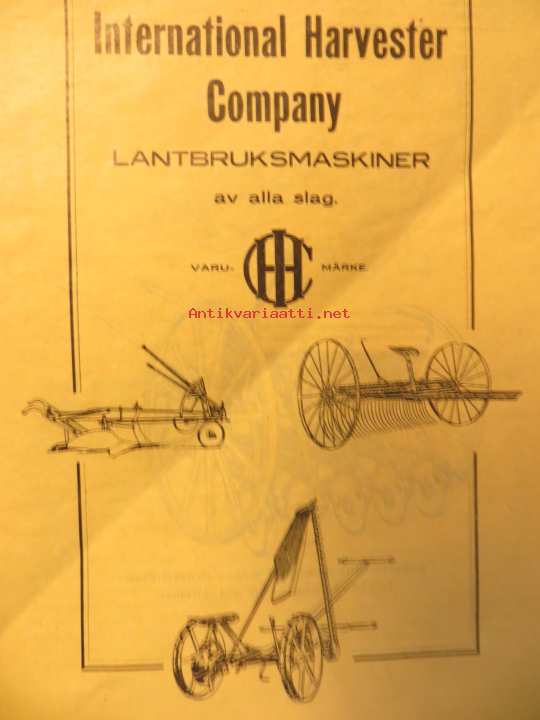 International Harvester
Company
LANTBRUKSMASKINER
av alla slag.
VARU- IHC MÄRKE
Antikvariaatti.net